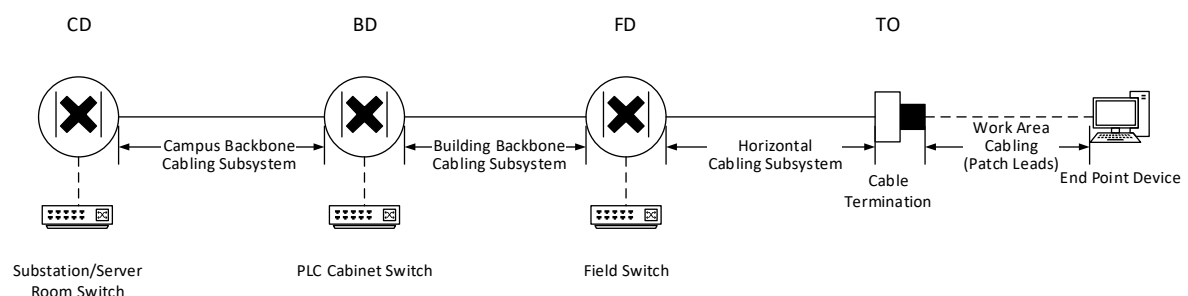 CD
BD
FD
TO
Campus Backbone
Cabling Subsystem
Building Backbone
Cabling Subsystem
Horizontal
Cabling Subsystem
Work Area
Cabling
(Patch Leads)
Cable
Termination
End Point Device
Substation/Server
Room Switch
PLC Cabinet Switch
Field Switch